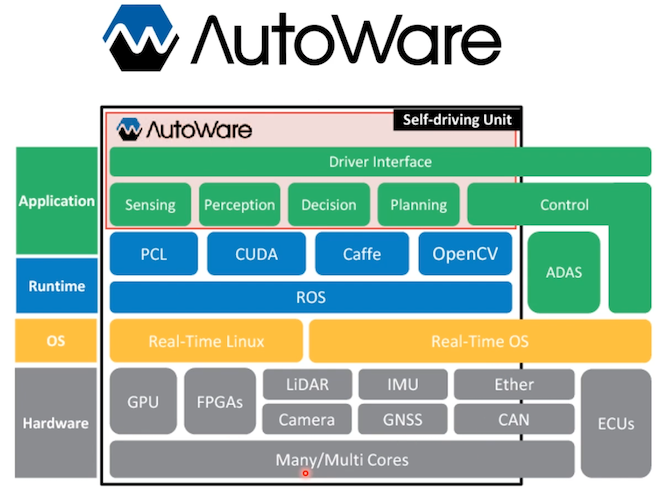 AutoWare
AutoWare
Self-driving Unit
Driver Interface
Application
Sensing
Perception
Decision
Planning
Control
PCL
CUDA
Caffe
OpenCV
ADAS
Runtime
ROS
OS
Real-Time Linux
Real-Time OS
Hardware
GPU
FPGAs
LiDAR
IMU
Ether
Camera
GNSS
CAN
ECUs
Many/Multi Cores